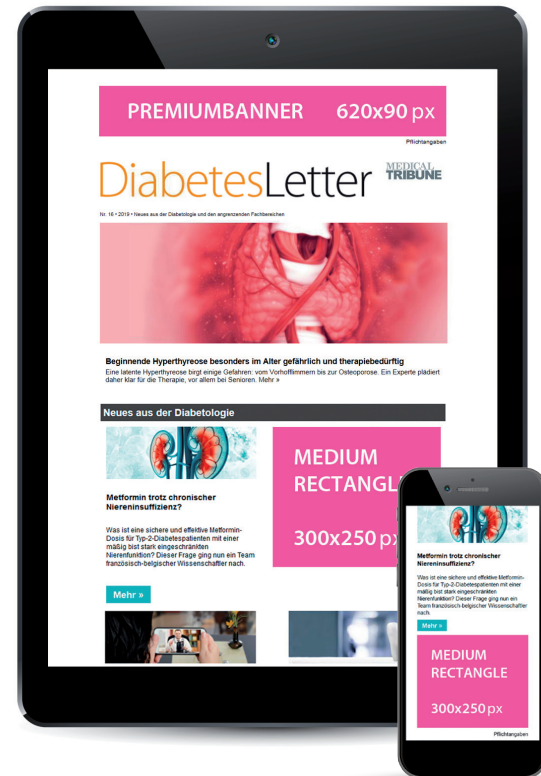 PREMIUMBANNER 620x90 px
Pflichtangaben
DiabetesLetter MEDICAL TRIBUNE
Nr. 16 • 2019 • Neues aus der Diabetologie und den angrenzenden Fachbereichen
Beginnende Hyperthyreose besonders im Alter gefährlich und therapiebedürftig
Eine latente Hyperthyreose birgt einige Gefahren: vom Vorhofflimmern bis zur Osteoporose. Ein Experte plädiert
daher klar für die Therapie, vor allem bei Senioren. Mehr »
Neues aus der Diabetologie
Metformin trotz chronischer
Niereninsuffizienz?
Was ist eine sichere und effektive Metformin-
Dosis für Typ-2-Diabetespatienten mit einer
mäßig bist stark eingeschränkten
Nierenfunktion? Dieser Frage ging nun ein Team
französisch-belgischer Wissenschaftler nach.
Mehr »
MEDIUM
RECTANGL
300x250 p
Metformin trotz chronischer
Niereninsuffizienz?
Was ist eine sichere und effektive Metformin-
Dosis für Typ-2-Diabetespatienten mit einer
mäßig bist stark eingeschränkten
Nierenfunktion? Dieser Frage ging nun ein
Team französisch-belgischer Wissenschaftler
nach.
Mehr »
MEDIUM
RECTANGLE
300x250 px
Pflichtangaben